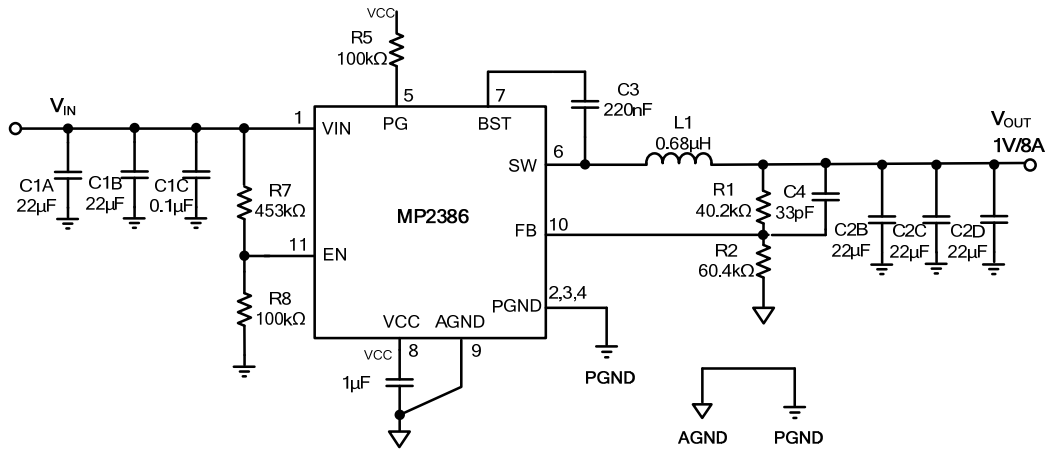 VCC
R5
100kΩ
5
7
C3
220nF
VIN
1
VIN
PG
BST
L1
0.68µH
VOUT
1V/8A
6
SW
C1A
22µF
C1B
22µF
C1C
0.1µF
R7
453kΩ
MP2386
R1
40.2kΩ
C4
33pF
FB
10
11
EN
R2
60.4kΩ
C2B
22µF
C2C
22µF
C2D
22µF
R8
100kΩ
2,3,4
PGND
VCC
AGND
VCC
8
9
1µF
PGND
AGND
PGND